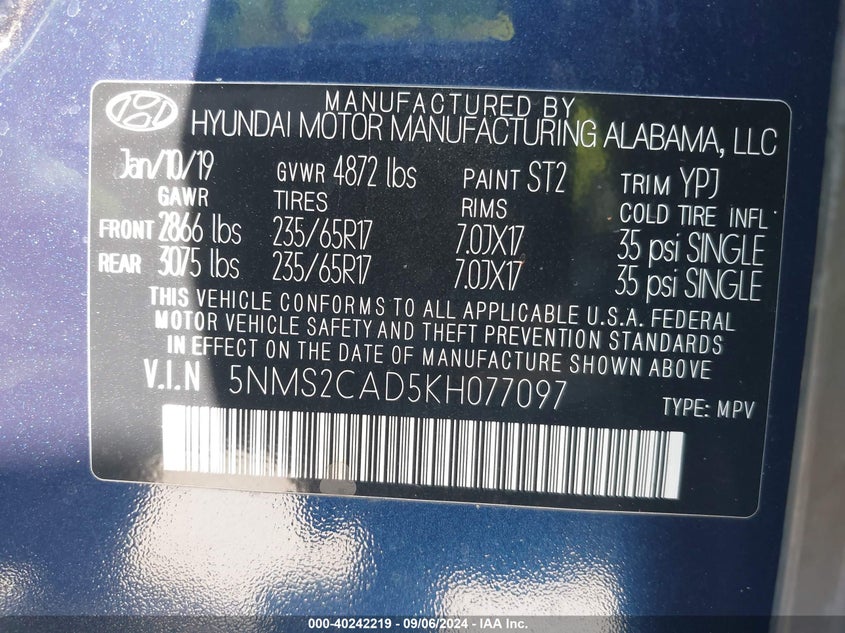 MANUFACTURED BY
HYUNDAI MOTOR MANUFACTURING ALABAMA, LLC
Jan/10/19 GVWR 4872 lbs PAINT ST2 TRIM YPJ
GAWR TIRES RIMS COLD TIRE INFL
FRONT 2866 lbs 235/65R17 7.0JX17 35 psi SINGLE
REAR 3075 lbs 235/65R17 7.0JX17 35 psi SINGLE
THIS VEHICLE CONFORMS TO ALL APPLICABLE U.S.A. FEDERAL
MOTOR VEHICLE SAFETY AND THEFT PREVENTION STANDARDS
IN EFFECT ON THE DATE OF MANUFACTURE SHOWN ABOVE
V.I.N 5NMS2CAD5KH077097
TYPE: MPV
000-40242219 - 09/06/2024 - IAA Inc.